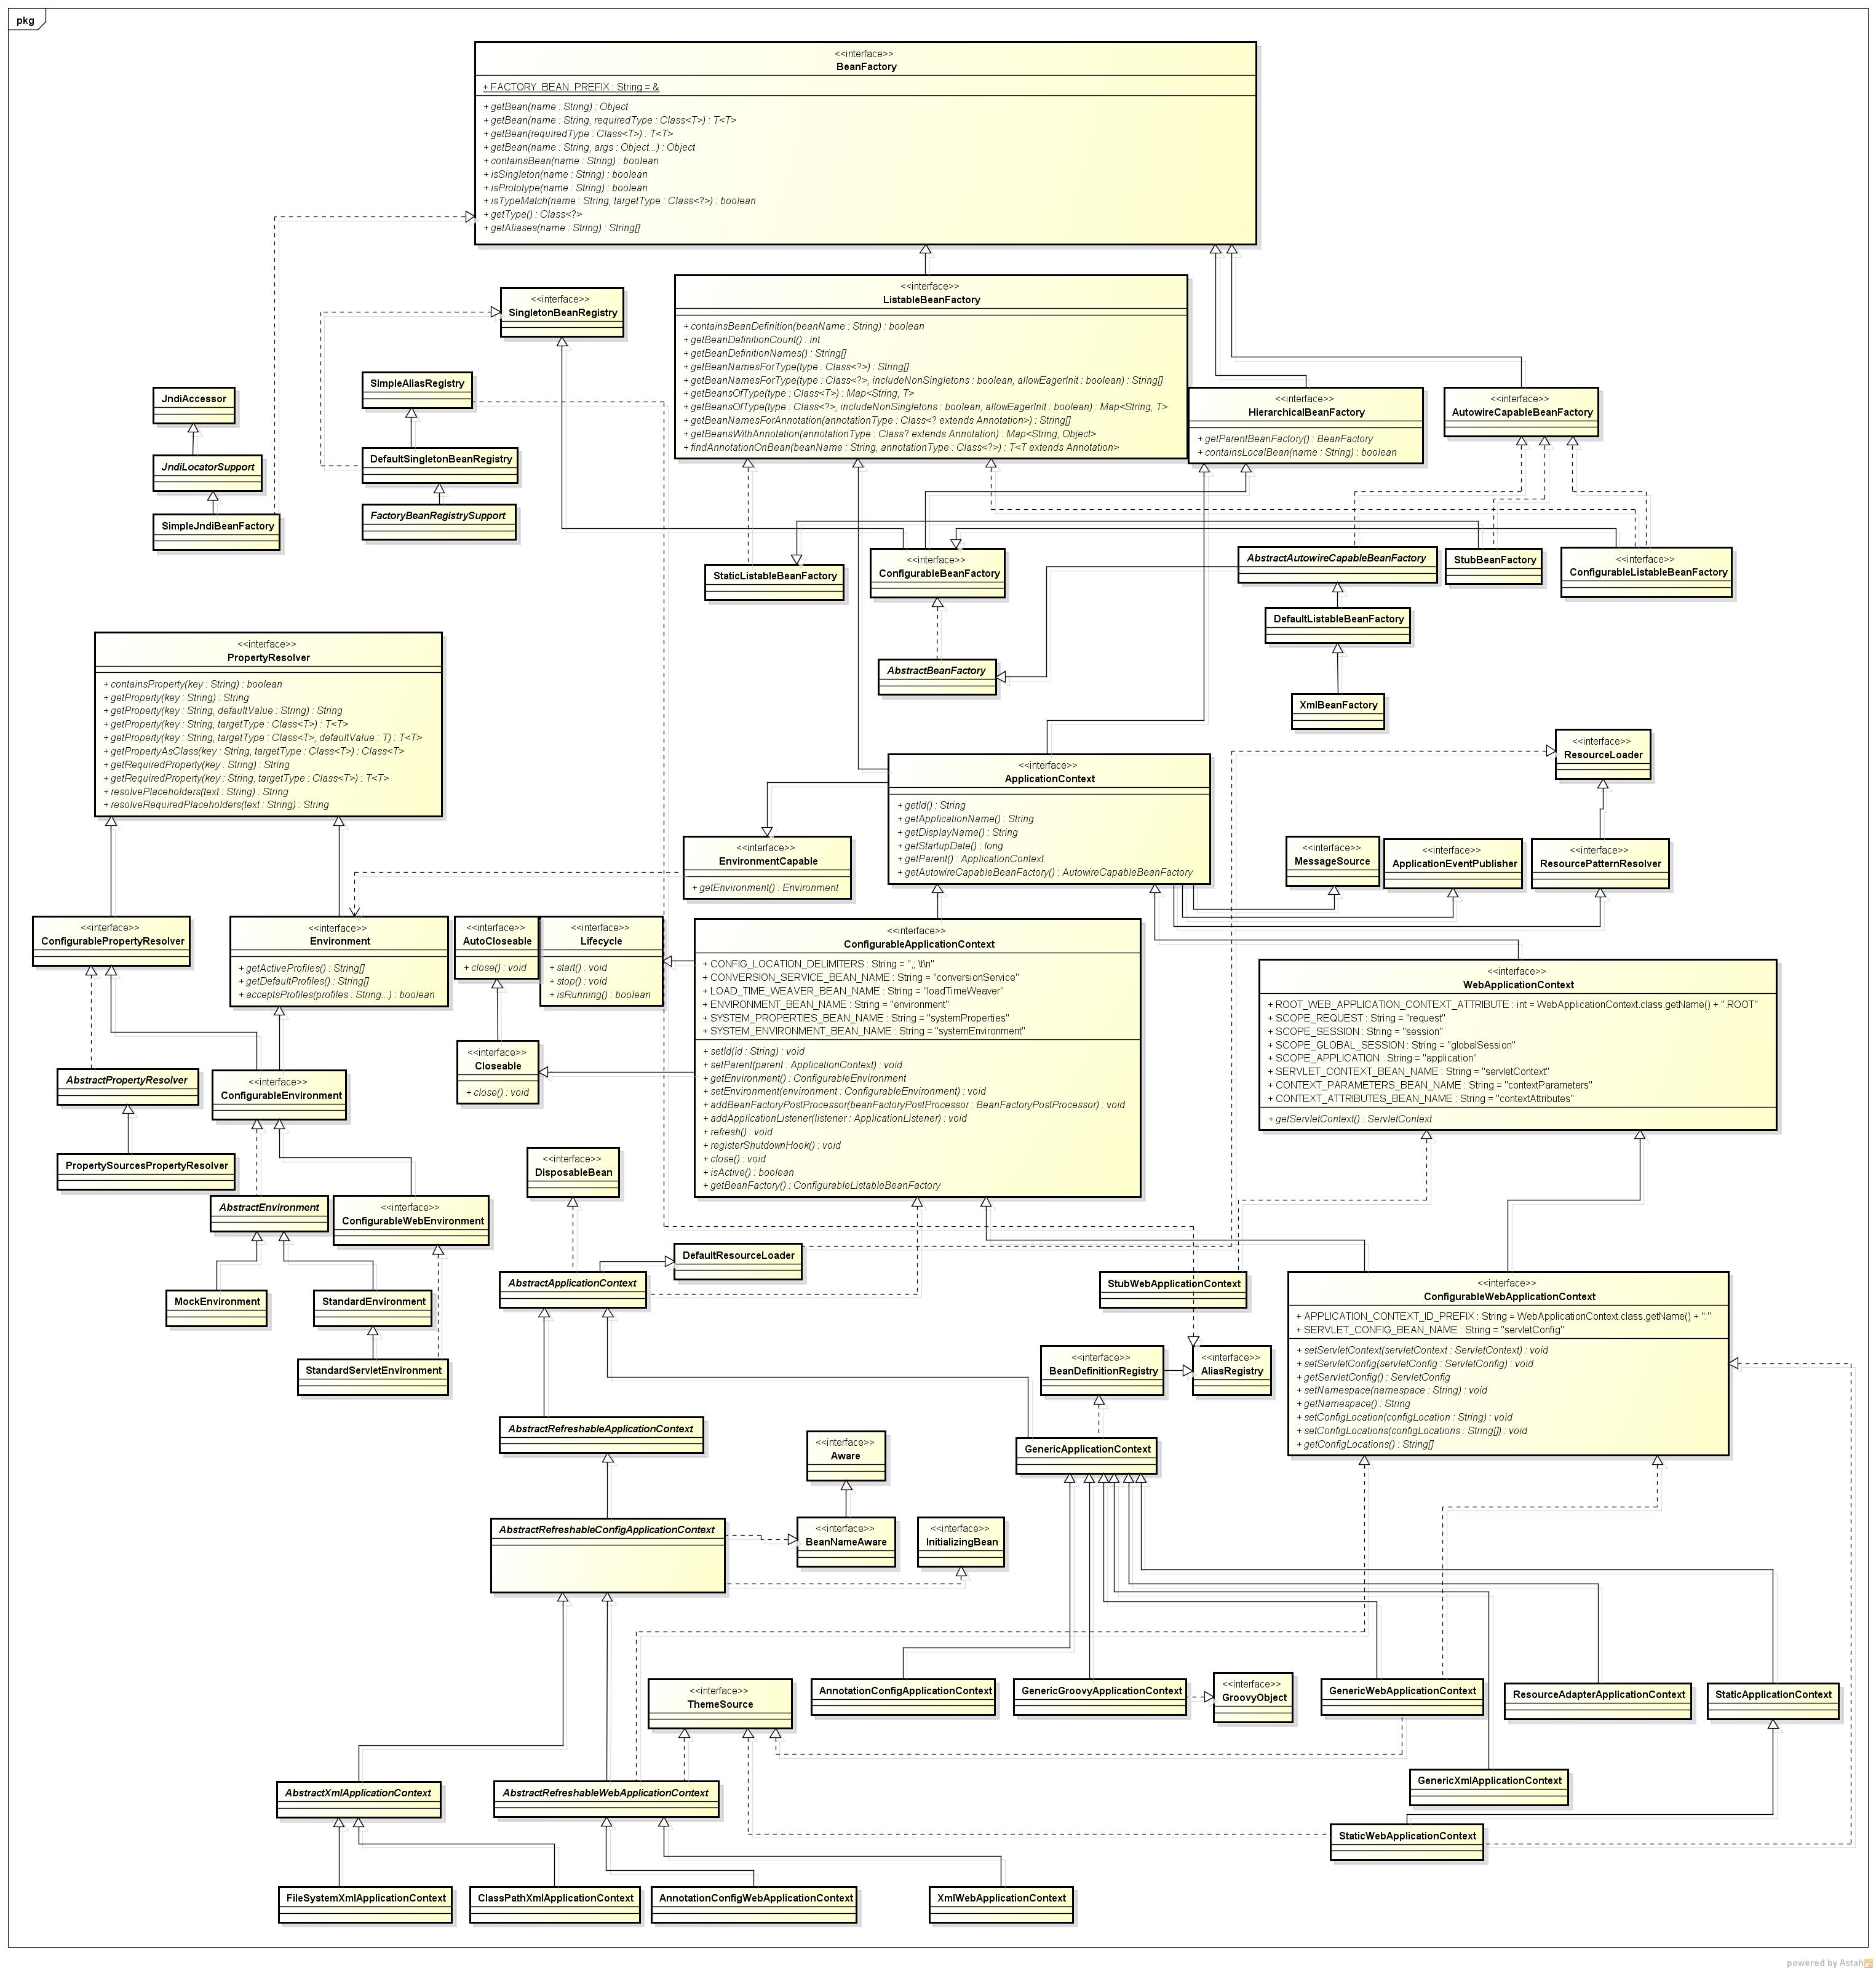 pkg
<<interface>>
BeanFactory
+ FACTORY_BEAN_PREFIX : String = &
+ getBean(name : String) : Object
+ getBean(name : String, requiredType : Class<T>) : T<T>
+ getBean(requiredType : Class<T>) : T<T>
+ getBean(name : String, args : Object...) : Object
+ containsBean(name : String) : boolean
+ isSingleton(name : String) : boolean
+ isPrototype(name : String) : boolean
+ isTypeMatch(name : String, targetType : Class<?>) : boolean
+ getType() : Class<?>
+ getAliases(name : String) : String[]
<<interface>>
ListableBeanFactory
+ containsBeanDefinition(beanName : String) : boolean
+ getBeanDefinitionCount() : int
+ getBeanDefinitionNames() : String[]
+ getBeanNamesForType(type : Class<?>) : String[]
+ getBeanNamesForType(type : Class<?>, includeNonSingletons : boolean, allowEagerInit : boolean) : String[]
+ getBeansOfType(type : Class<T>) : Map<String, T>
+ getBeansOfType(type : Class<?>, includeNonSingletons : boolean, allowEagerInit : boolean) : Map<String, T>
+ getBeanNamesForAnnotation(annotationType : Class<? extends Annotation>) : String[]
+ getBeansWithAnnotation(annotationType : Class? extends Annotation) : Map<String, Object>
+ findAnnotationOnBean(beanName : String, annotationType : Class<?>) : T<T extends Annotation>
<<interface>>
SingletonBeanRegistry
SimpleAliasRegistry
JndiAccessor
<<interface>>
HierarchicalBeanFactory
+ getParentBeanFactory() : BeanFactory
+ containsLocalBean(name : String) : boolean
<<interface>>
AutowireCapableBeanFactory
JndiLocatorSupport
DefaultSingletonBeanRegistry
SimpleJndiBeanFactory
FactoryBeanRegistrySupport
StaticListableBeanFactory
<<interface>>
ConfigurableBeanFactory
AbstractAutowireCapableBeanFactory
StubBeanFactory
<<interface>>
ConfigurableListableBeanFactory
DefaultListableBeanFactory
AbstractBeanFactory
XmlBeanFactory
<<interface>>
PropertyResolver
+ containsProperty(key : String) : boolean
+ getProperty(key : String) : String
+ getProperty(key : String, defaultValue : String) : String
+ getProperty(key : String, targetType : Class<T>) : T<T>
+ getProperty(key : String, targetType : Class<T>, defaultValue : T) : T<T>
+ getPropertyAsClass(key : String, targetType : Class<T>) : Class<T>
+ getRequiredProperty(key : String) : String
+ getRequiredProperty(key : String, targetType : Class<T>) : T<T>
+ resolvePlaceholders(text : String) : String
+ resolveRequiredPlaceholders(text : String) : String
<<interface>>
ResourceLoader
<<interface>>
ApplicationContext
+ getId() : String
+ getApplicationName() : String
+ getDisplayName() : String
+ getStartupDate() : long
+ getParent() : ApplicationContext
+ getAutowireCapableBeanFactory() : AutowireCapableBeanFactory
<<interface>>
EnvironmentCapable
+ getEnvironment() : Environment
<<interface>>
MessageSource
<<interface>>
ApplicationEventPublisher
<<interface>>
ResourcePatternResolver
<<interface>>
ConfigurablePropertyResolver
<<interface>>
Environment
+ getActiveProfiles() : String[]
+ getDefaultProfiles() : String[]
+ acceptsProfiles(profiles : String...) : boolean
<<interface>>
AutoCloseable
+ close() : void
<<interface>>
Lifecycle
+ start() : void
+ stop() : void
+ isRunning() : boolean
<<interface>>
ConfigurableApplicationContext
+ CONFIG_LOCATION_DELIMITERS : String = ",; \t\n"
+ CONVERSION_SERVICE_BEAN_NAME : String = "conversionService"
+ LOAD_TIME_WEAVER_BEAN_NAME : String = "loadTimeWeaver"
+ ENVIRONMENT_BEAN_NAME : String = "environment"
+ SYSTEM_PROPERTIES_BEAN_NAME : String = "systemProperties"
+ SYSTEM_ENVIRONMENT_BEAN_NAME : String = "systemEnvironment"
+ setId(id : String) : void
+ setParent(parent : ApplicationContext) : void
+ getEnvironment() : ConfigurableEnvironment
+ setEnvironment(environment : ConfigurableEnvironment) : void
+ addBeanFactoryPostProcessor(beanFactoryPostProcessor : BeanFactoryPostProcessor) : void
+ addApplicationListener(listener : ApplicationListener) : void
+ refresh() : void
+ registerShutdownHook() : void
+ close() : void
+ isActive() : boolean
+ getBeanFactory() : ConfigurableListableBeanFactory
<<interface>>
WebApplicationContext
+ ROOT_WEB_APPLICATION_CONTEXT_ATTRIBUTE : int = WebApplicationContext.class.getName() + ".ROOT"
+ SCOPE_REQUEST : String = "request"
+ SCOPE_SESSION : String = "session"
+ SCOPE_GLOBAL_SESSION : String = "globalSession"
+ SCOPE_APPLICATION : String = "application"
+ SERVLET_CONTEXT_BEAN_NAME : String = "servletContext"
+ CONTEXT_PARAMETERS_BEAN_NAME : String = "contextParameters"
+ CONTEXT_ATTRIBUTES_BEAN_NAME : String = "contextAttributes"
+ getServletContext() : ServletContext
<<interface>>
Closeable
+ close() : void
AbstractPropertyResolver
<<interface>>
ConfigurableEnvironment
PropertySourcesPropertyResolver
<<interface>>
DisposableBean
AbstractEnvironment
<<interface>>
ConfigurableWebEnvironment
DefaultResourceLoader
AbstractApplicationContext
StubWebApplicationContext
<<interface>>
ConfigurableWebApplicationContext
+ APPLICATION_CONTEXT_ID_PREFIX : String = WebApplicationContext.class.getName() + ":"
+ SERVLET_CONFIG_BEAN_NAME : String = "servletConfig"
+ setServletContext(servletContext : ServletContext) : void
+ setServletConfig(servletConfig : ServletConfig) : void
+ getServletConfig() : ServletConfig
+ setNamespace(namespace : String) : void
+ getNamespace() : String
+ setConfigLocation(configLocation : String) : void
+ setConfigLocations(configLocations : String[]) : void
+ getConfigLocations() : String[]
MockEnvironment
StandardEnvironment
StandardServletEnvironment
<<interface>>
BeanDefinitionRegistry
<<interface>>
AliasRegistry
AbstractRefreshableApplicationContext
<<interface>>
Aware
GenericApplicationContext
AbstractRefreshableConfigApplicationContext
<<interface>>
BeanNameAware
<<interface>>
InitializingBean
<<interface>>
ThemeSource
AnnotationConfigApplicationContext
GenericGroovyApplicationContext
<<interface>>
GroovyObject
GenericWebApplicationContext
ResourceAdapterApplicationContext
StaticApplicationContext
GenericXmlApplicationContext
AbstractXmlApplicationContext
AbstractRefreshableWebApplicationContext
StaticWebApplicationContext
FileSystemXmlApplicationContext
ClassPathXmlApplicationContext
AnnotationConfigWebApplicationContext
XmlWebApplicationContext
powered by Astah